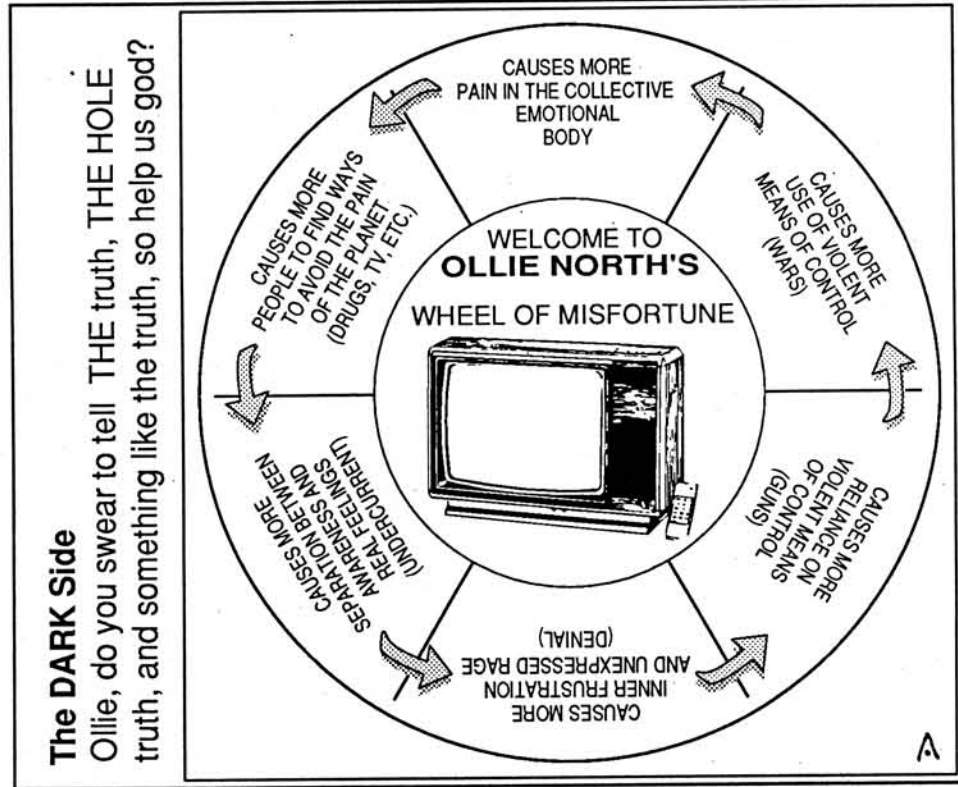 The DARK Side
Ollie, do you swear to tell THE truth, THE HOLE
truth, and something like the truth, so help us god?
WELCOME TO
OLLIE NORTH'S
WHEEL OF MISFORTUNE
CAUSES MORE
PAIN IN THE COLLECTIVE
EMOTIONAL
BODY
CAUSES MORE
PEOPLE TO FIND WAYS
TO AVOID THE PAIN
OF THE PLANET.
(DRUGS, TV, ETC.)
CAUSES MORE
SEPARATION BETWEEN
AWARENESS AND
REAL FEELINGS
(UNDERCURRENT)
CAUSES MORE
INNER FRUSTRATION
AND UNEXPRESSED RAGE
(DENIAL)
CAUSES MORE
RELIANCE ON
VIOLENT MEANS
OF CONTROL
(GUNS)
CAUSES MORE
USE OF VIOLENT
MEANS OF CONTROL
(WARS)